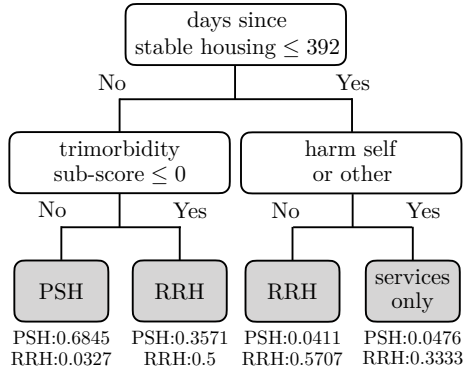 days since
stable housing ≤ 392
No
Yes
trimorbidity
sub-score ≤ 0
harm self
or other
No
Yes
No
Yes
PSH
RRH
RRH
services
only
PSH:0.6845
RRH:0.0327
PSH:0.3571
RRH:0.5
PSH:0.0411
RRH:0.5707
PSH:0.0476
RRH:0.3333